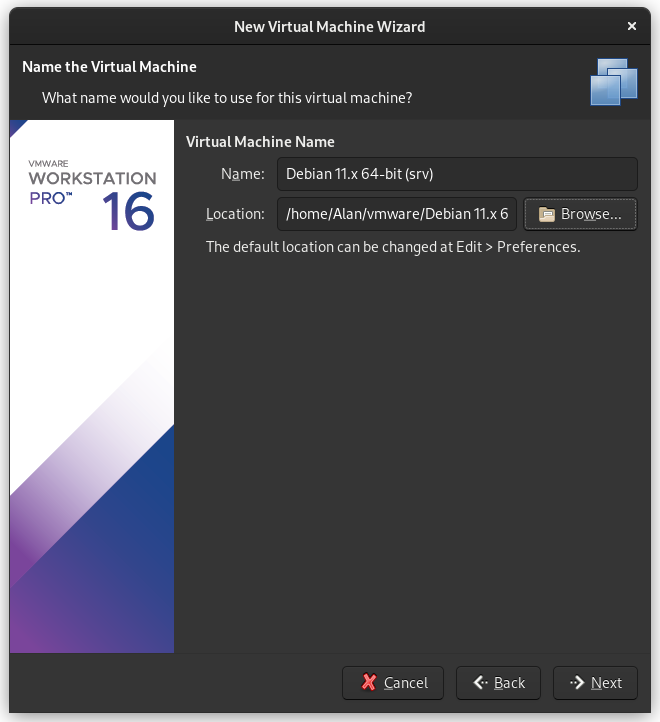 New Virtual Machine Wizard
Name the Virtual Machine
What name would you like to use for this virtual machine?
VMWARE
WORKSTATION
PRO™ 16
Virtual Machine Name
Name: Debian 11.x 64-bit (srv)
Location: /home/Alan/vmware/Debian 11.x 6 Browse...
The default location can be changed at Edit > Preferences.
Cancel Back Next